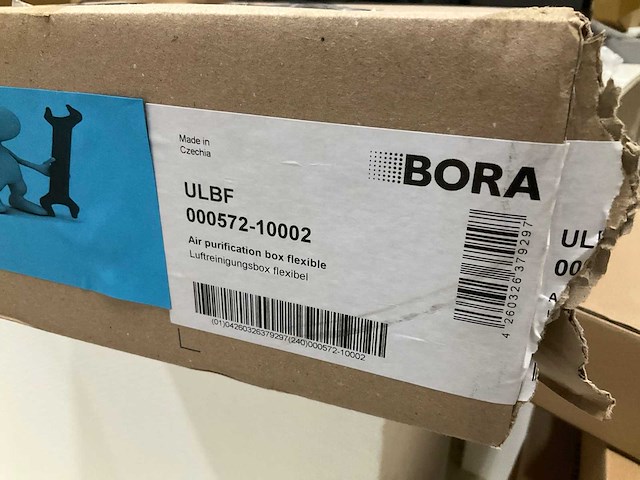 Made in
Czechia
BORA
ULBF
000572-10002
Air purification box flexible
Luftreinigungsbox flexibel
(01)04260326379297(240)000572-10002
4 260326 379297
UL
00
A